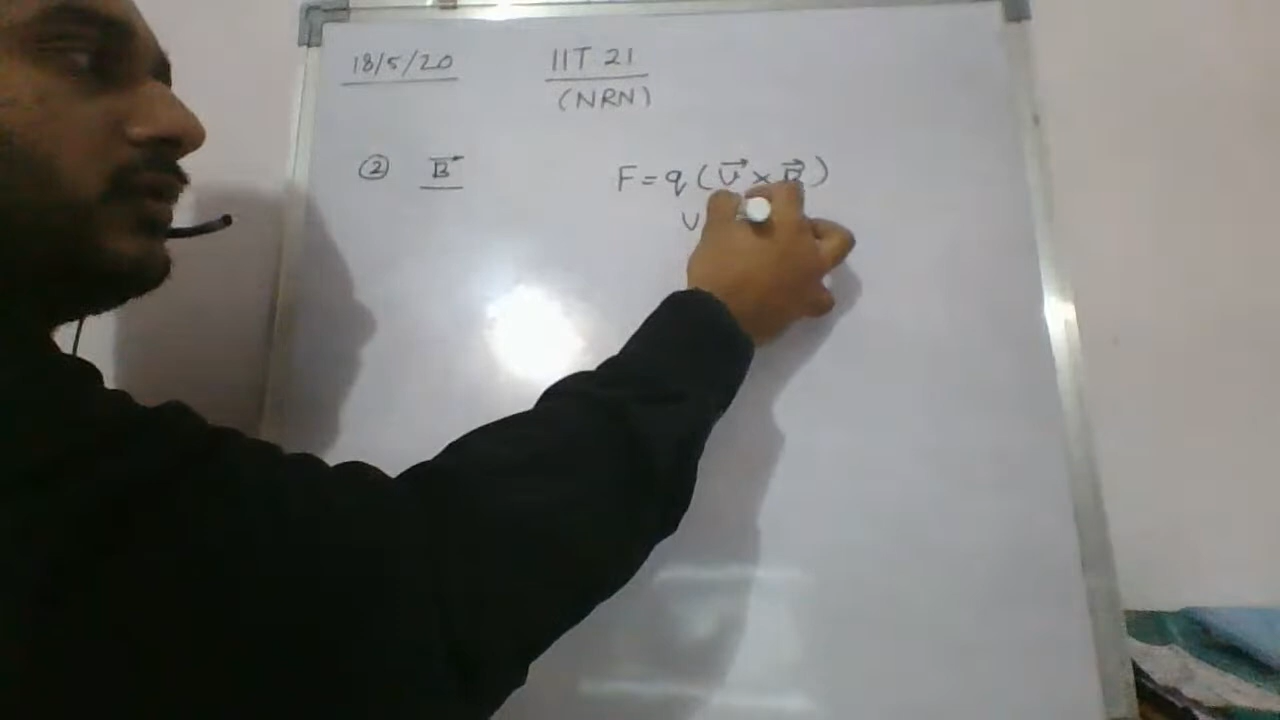 18/5/20 IIT 21
(NRN)
② B⃗ F = q (v⃗ × B⃗)
v